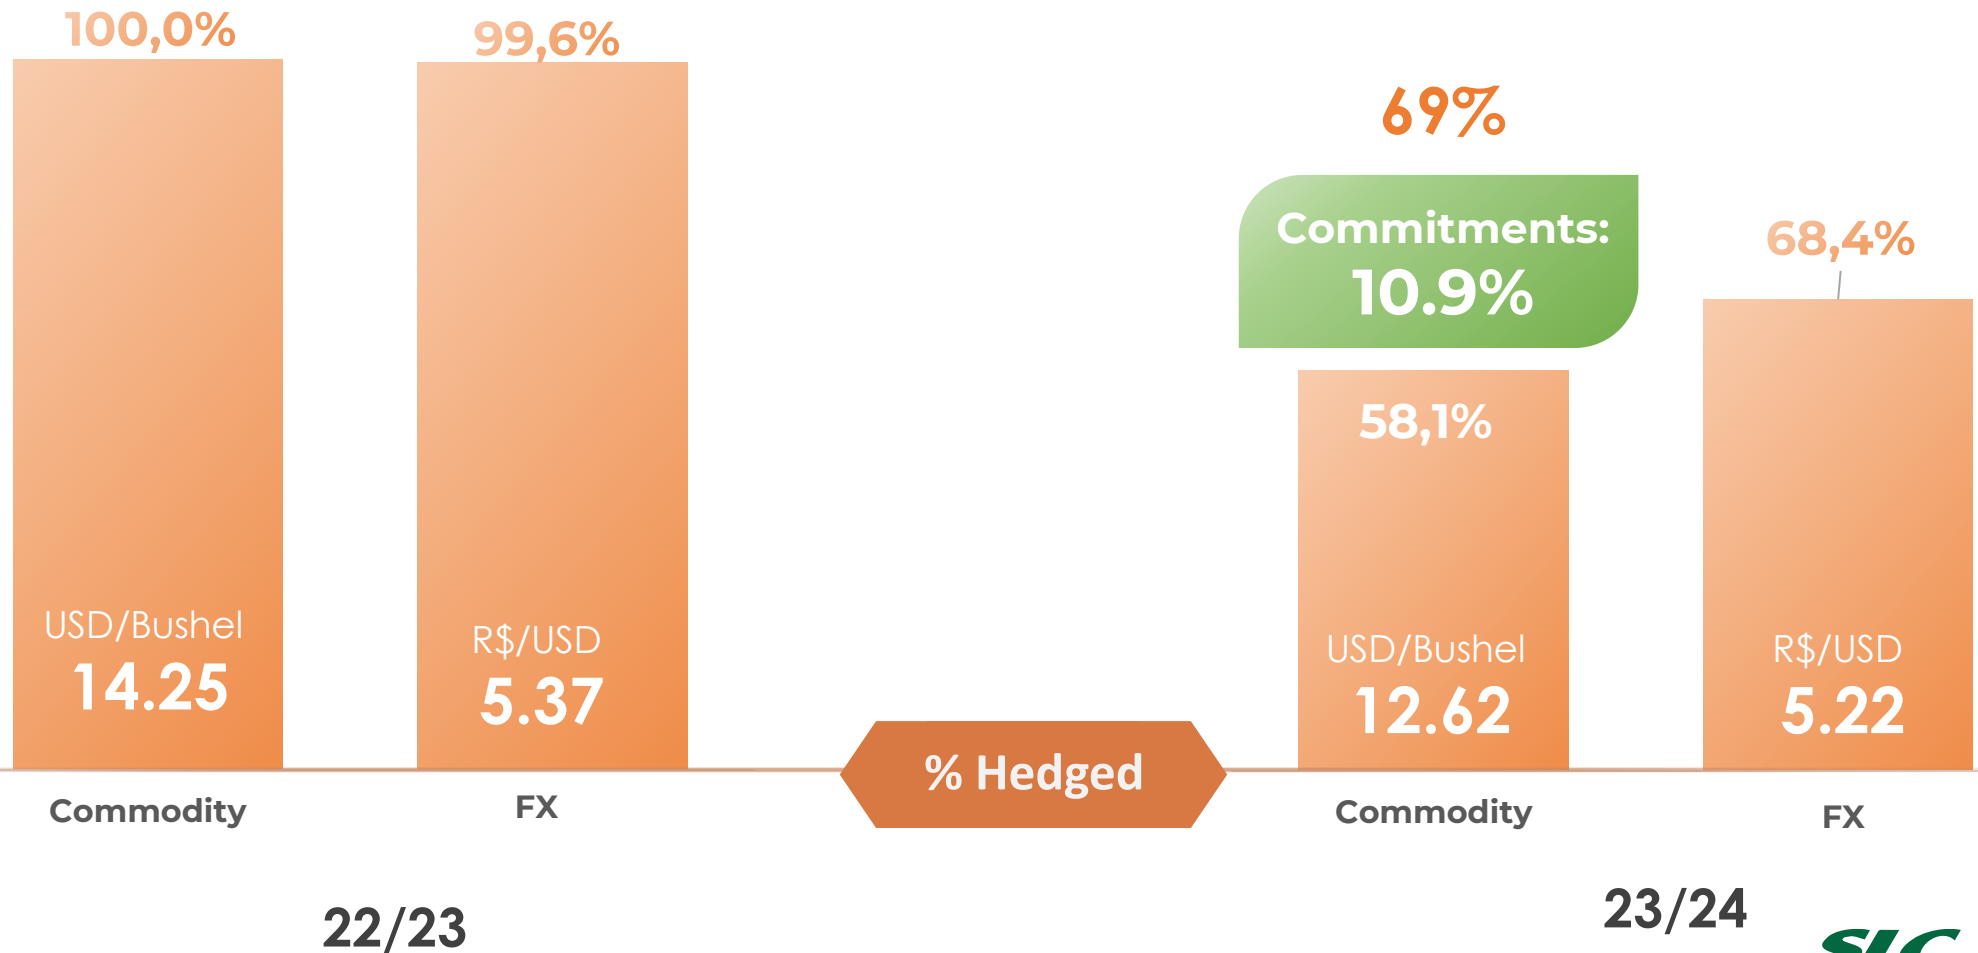 100,0%
99,6%
69%
Commitments:
10.9%
68,4%
58,1%
USD/Bushel
14.25
R$/USD
5.37
USD/Bushel
12.62
R$/USD
5.22
% Hedged
Commodity
FX
Commodity
FX
22/23
23/24
SLC